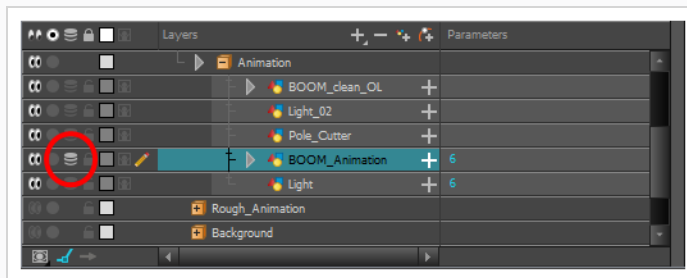 Layers Parameters
Animation
BOOM_clean_OL
Light_02
Pole_Cutter
BOOM_Animation 6
Light 6
Rough_Animation
Background